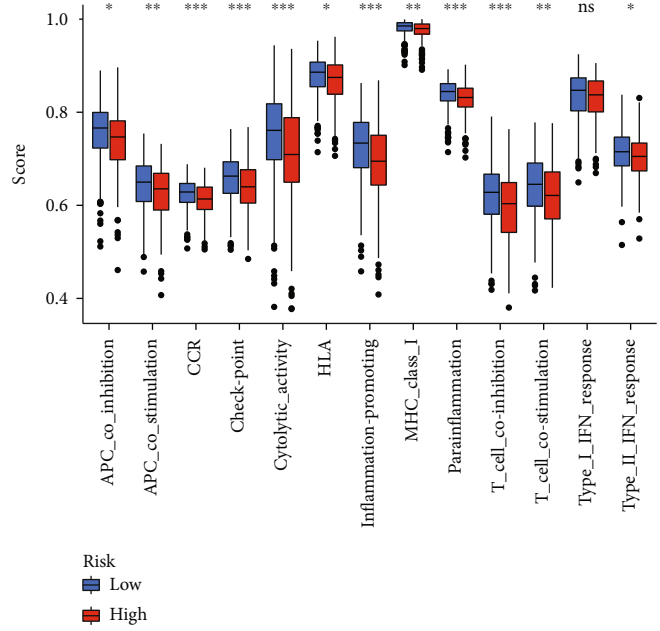 * ** *** *** *** * *** ** *** *** ** ns *
1.0
0.8
0.6
0.4
Score
APC_co_inhibition
APC_co_stimulation
CCR
Check-point
Cytolytic_activity
HLA
Inflammation-promoting
MHC_class_I
Parainflammation
T_cell_co-inhibition
T_cell_co-stimulation
Type_I_IFN_response
Type_II_IFN_response
Risk
Low
High